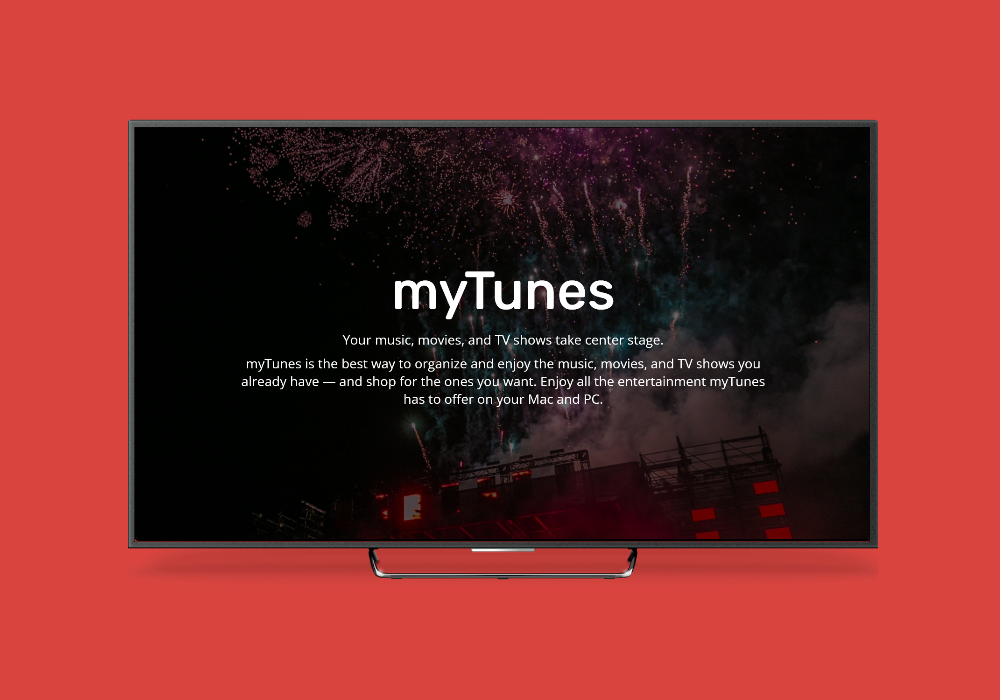 myTunes
Your music, movies, and TV shows take center stage.
myTunes is the best way to organize and enjoy the music, movies, and TV shows you
already have — and shop for the ones you want. Enjoy all the entertainment myTunes
has to offer on your Mac and PC.